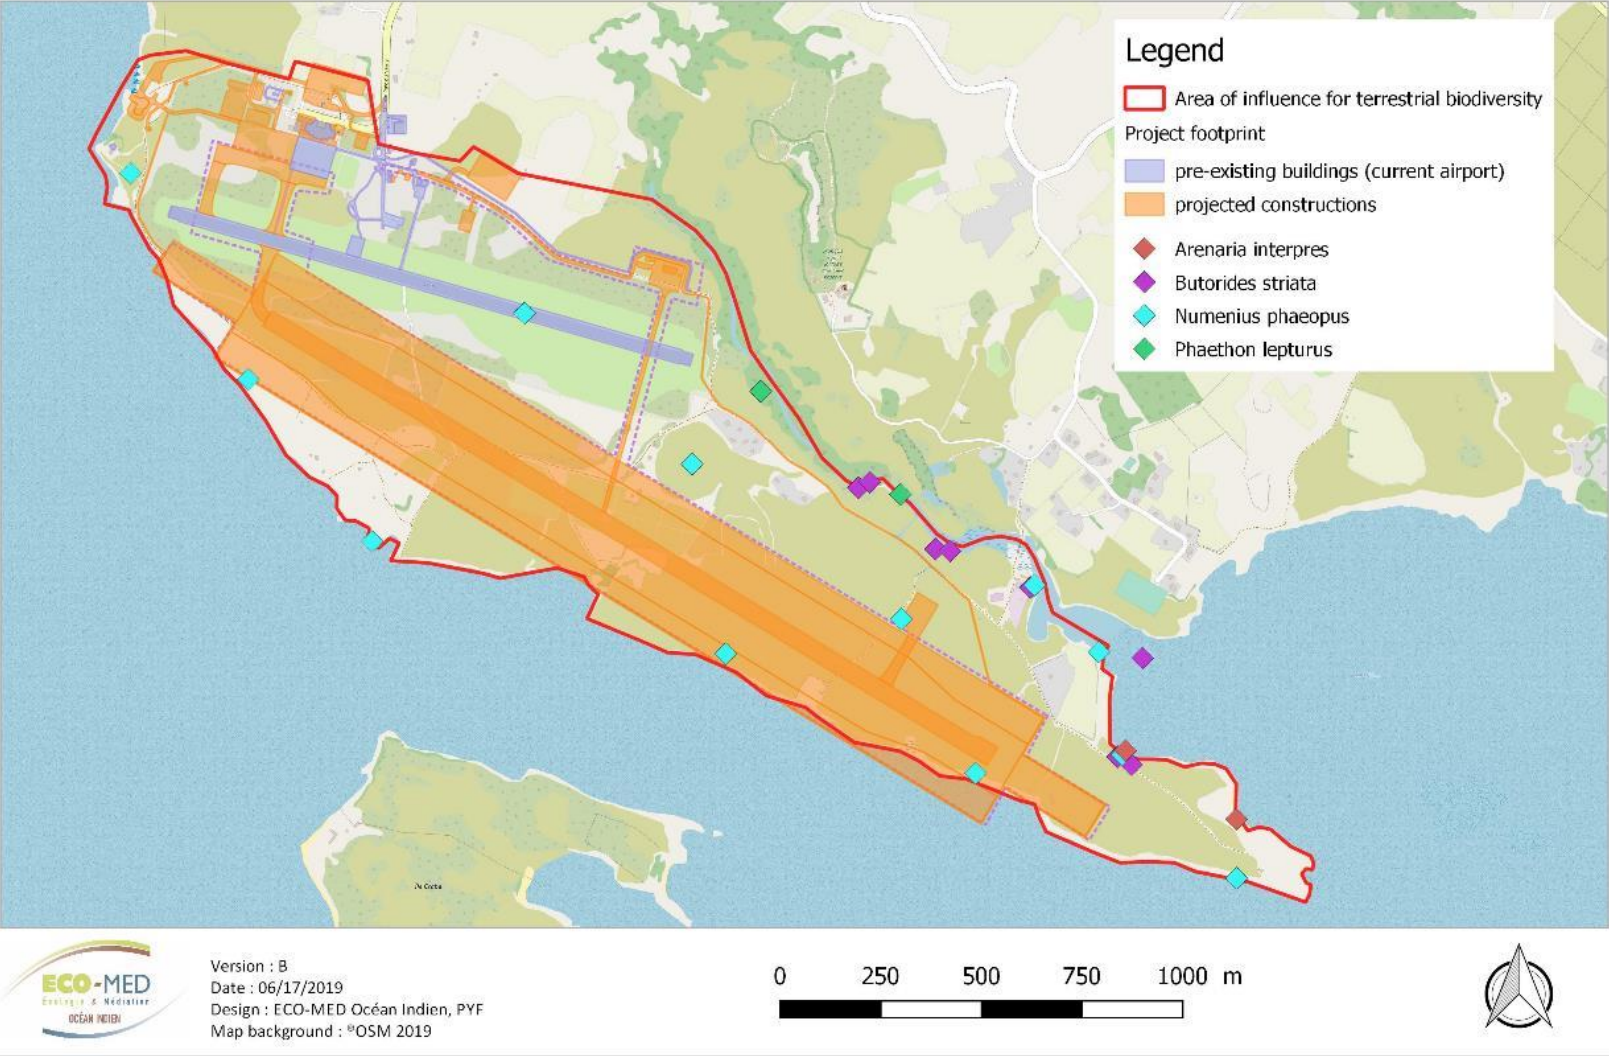 Legend
Area of influence for terrestrial biodiversity
Project footprint
pre-existing buildings (current airport)
projected constructions
Arenaria interpres
Butorides striata
Numenius phaeopus
Phaethon lepturus
ECO-MED
Ecologie & Médiation
OCÉAN INDIEN
Version : B
Date : 06/17/2019
Design : ECO-MED Océan Indien, PYF
Map background : ©OSM 2019
0 250 500 750 1000 m